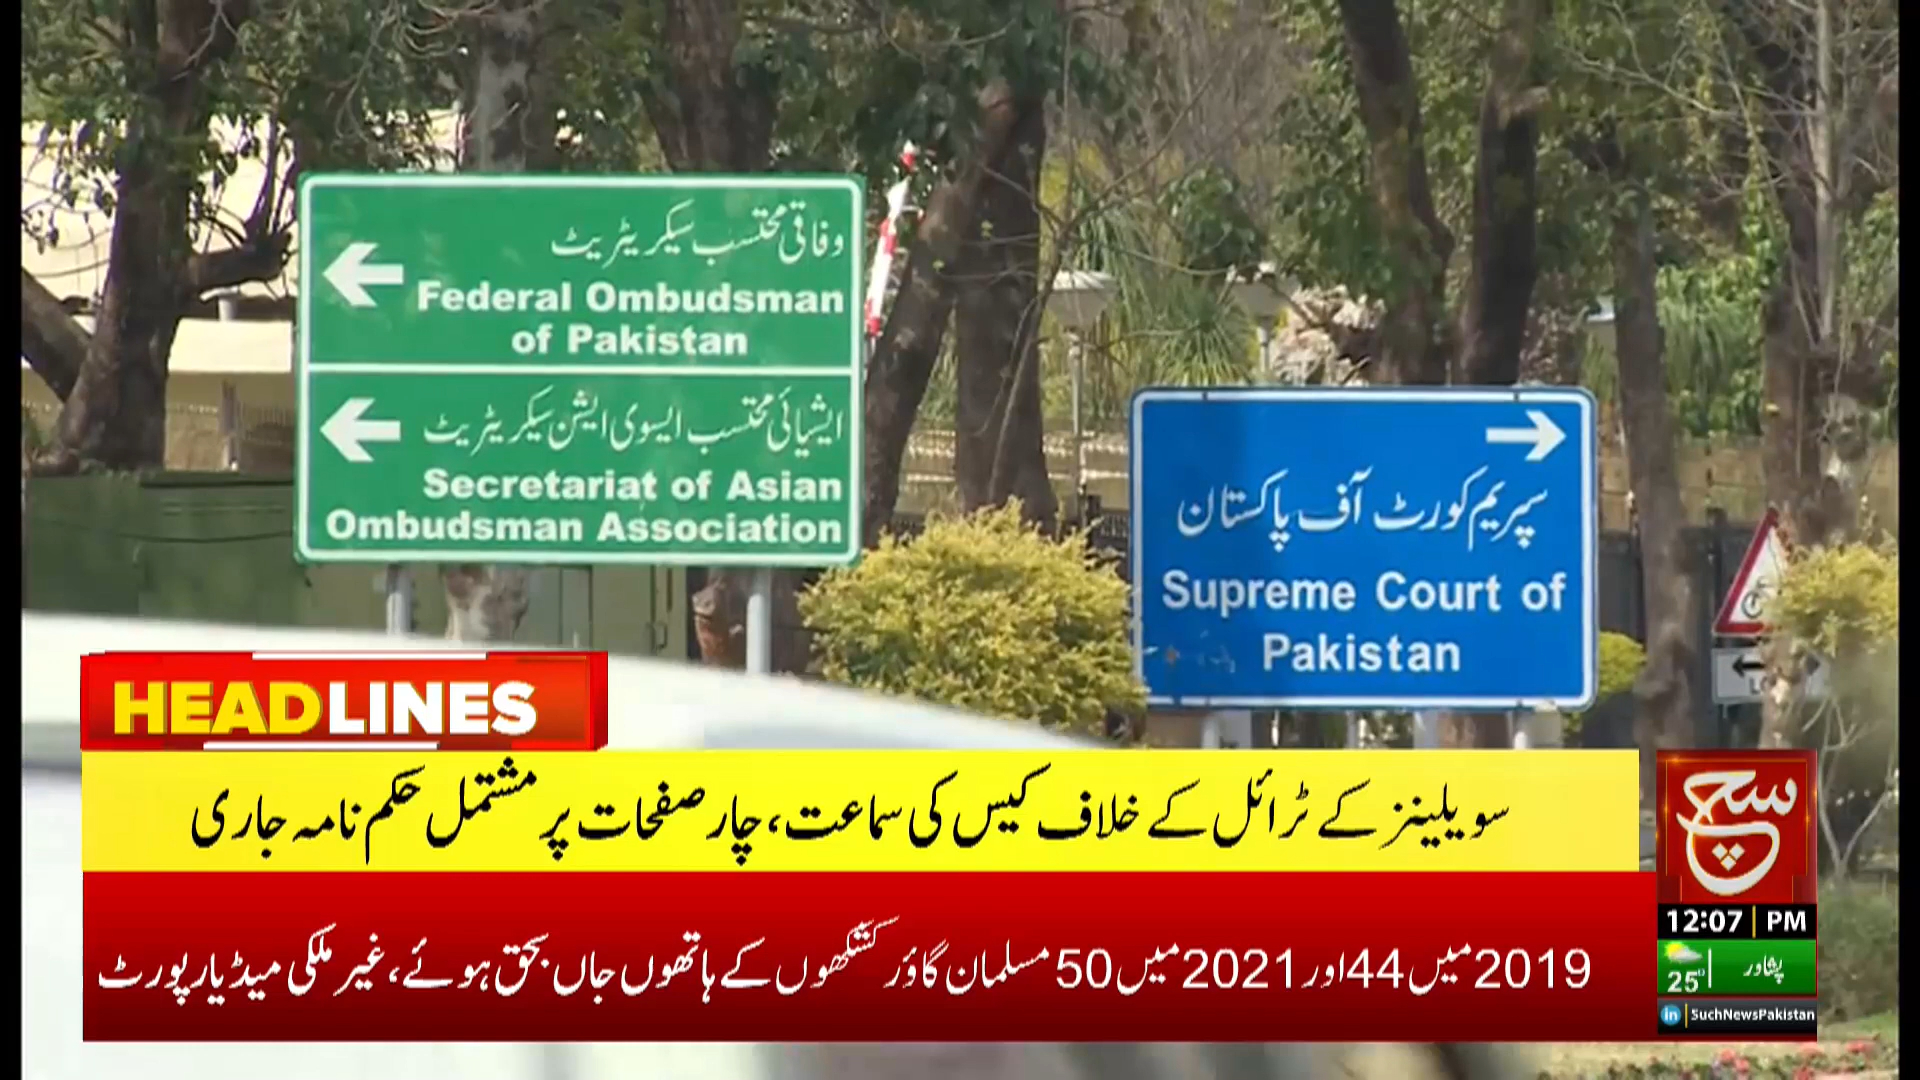 وفاقی محتسب سیکریٹریٹ
Federal Ombudsman
of Pakistan
ایشیائی محتسب ایسوی ایشن سیکریٹریٹ
Secretariat of Asian
Ombudsman Association
سپریم کورٹ آف پاکستان
Supreme Court of
Pakistan
HEADLINES
سویلینز کے ٹرائل کے خلاف کیس کی سماعت، چار صفحات پر مشتمل حکم نامہ جاری
2019 میں 44 اور 2021 میں 50 مسلمان گاؤ رکشکھوں کے ہاتھوں جاں بحق ہوئے، غیر ملکی میڈیا رپورٹ
سچ
12:07 PM
25° پشاور
in SuchNewsPakistan